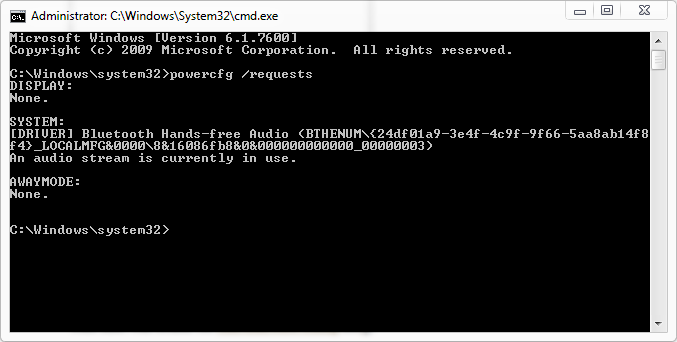 Administrator: C:\Windows\System32\cmd.exe
Microsoft Windows [Version 6.1.7600]
Copyright (c) 2009 Microsoft Corporation.  All rights reserved.
C:\Windows\system32>powercfg /requests
DISPLAY:
None.
SYSTEM:
[DRIVER] Bluetooth Hands-free Audio (BTHENUM\{24df01a9-3e4f-4c9f-9f66-5aa8ab14f8
f4}_LOCALMFG&0000\8&16086fb8&0&000000000000_00000003)
An audio stream is currently in use.
AWAYMODE:
None.
C:\Windows\system32>